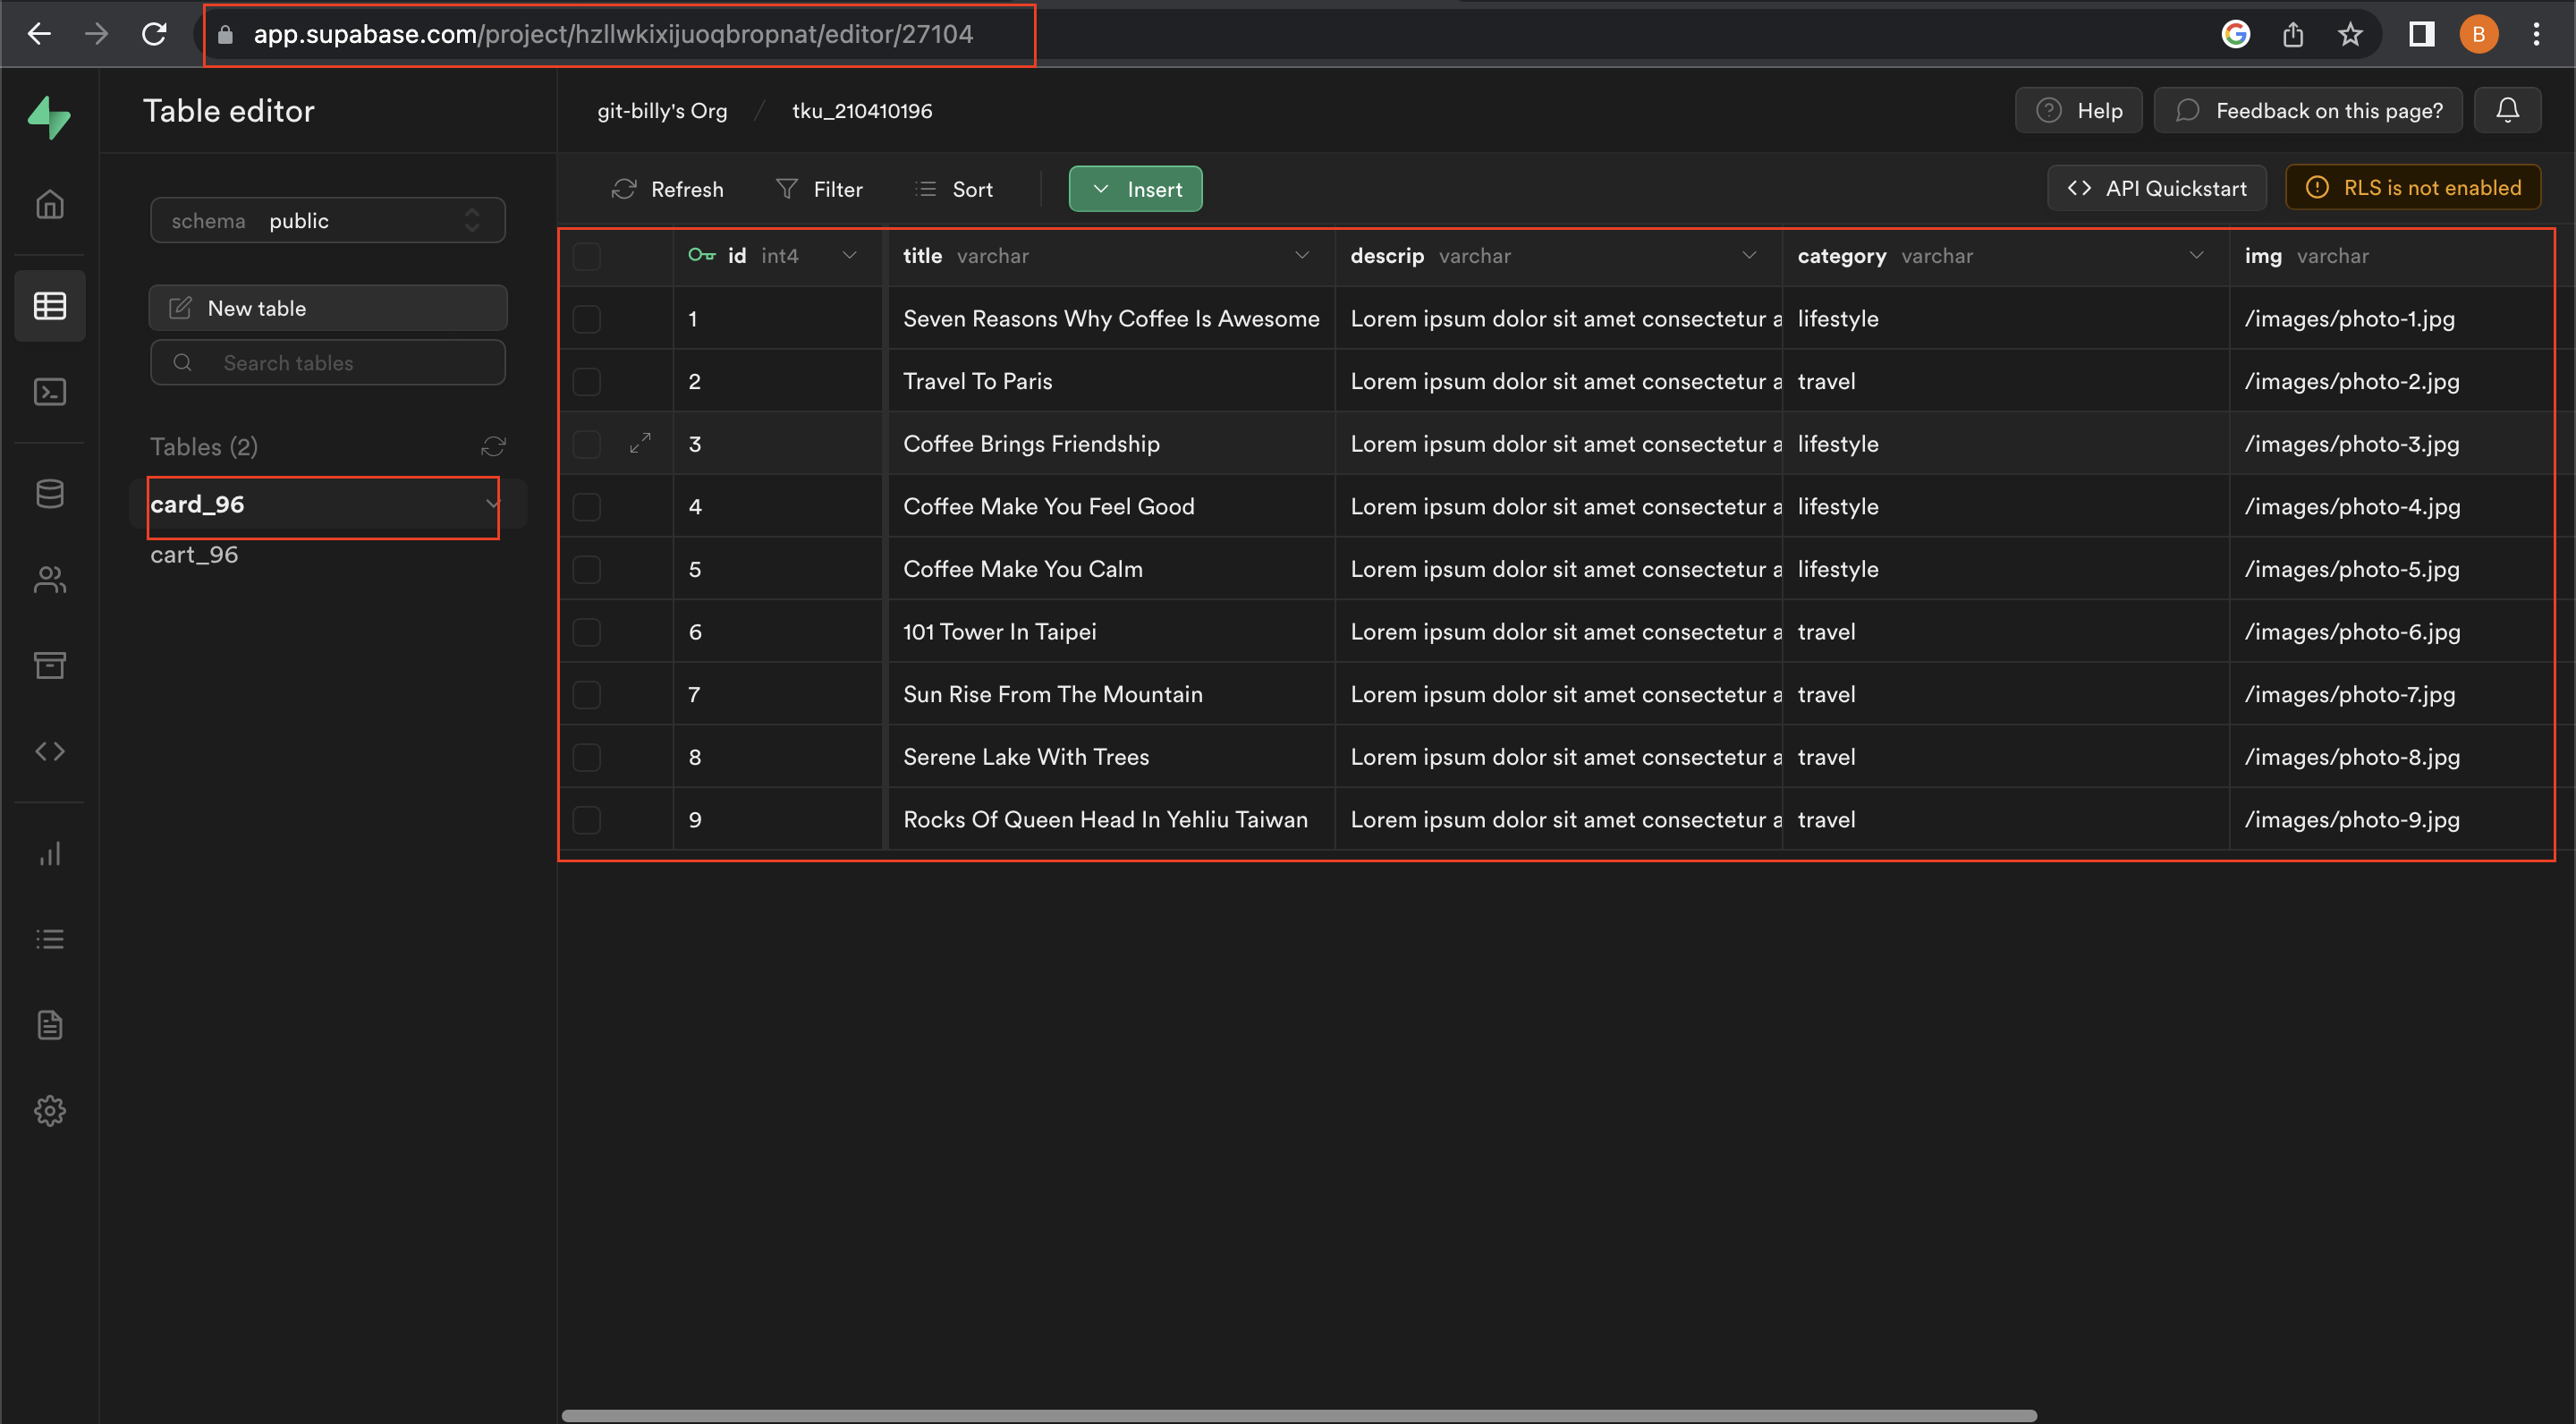 app.supabase.com/project/hzllwkixijuoqbropnat/editor/27104
B
Table editor
git-billy's Org / tku_210410196
Help
Feedback on this page?
schema public
Refresh
Filter
Sort
Insert
API Quickstart
RLS is not enabled
New table
Search tables
Tables (2)
card_96
cart_96
id int4 title varchar descrip varchar category varchar img varchar
1 Seven Reasons Why Coffee Is Awesome Lorem ipsum dolor sit amet consectetur a lifestyle /images/photo-1.jpg
2 Travel To Paris Lorem ipsum dolor sit amet consectetur a travel /images/photo-2.jpg
3 Coffee Brings Friendship Lorem ipsum dolor sit amet consectetur a lifestyle /images/photo-3.jpg
4 Coffee Make You Feel Good Lorem ipsum dolor sit amet consectetur a lifestyle /images/photo-4.jpg
5 Coffee Make You Calm Lorem ipsum dolor sit amet consectetur a lifestyle /images/photo-5.jpg
6 101 Tower In Taipei Lorem ipsum dolor sit amet consectetur a travel /images/photo-6.jpg
7 Sun Rise From The Mountain Lorem ipsum dolor sit amet consectetur a travel /images/photo-7.jpg
8 Serene Lake With Trees Lorem ipsum dolor sit amet consectetur a travel /images/photo-8.jpg
9 Rocks Of Queen Head In Yehliu Taiwan Lorem ipsum dolor sit amet consectetur a travel /images/photo-9.jpg